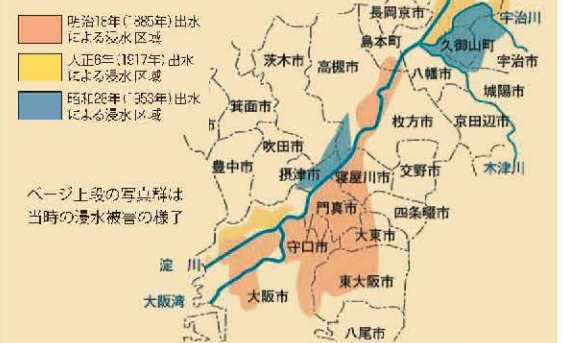 明治18年(1885年)出水
による浸水区域
大正6年(1917年)出水
による浸水区域
昭和28年(1953年)出水
による浸水区域
ページ上段の写真群は
当時の浸水被害の様子
長岡京市
宇治川
島本町
久御山町
茨木市
高槻市
宇治市
八幡市
城陽市
箕面市
枚方市
京田辺市
吹田市
豊中市
摂津市
寝屋川市
交野市
木津川
門真市
四条畷市
守口市
大東市
淀川
東大阪市
大阪湾
大阪市
八尾市